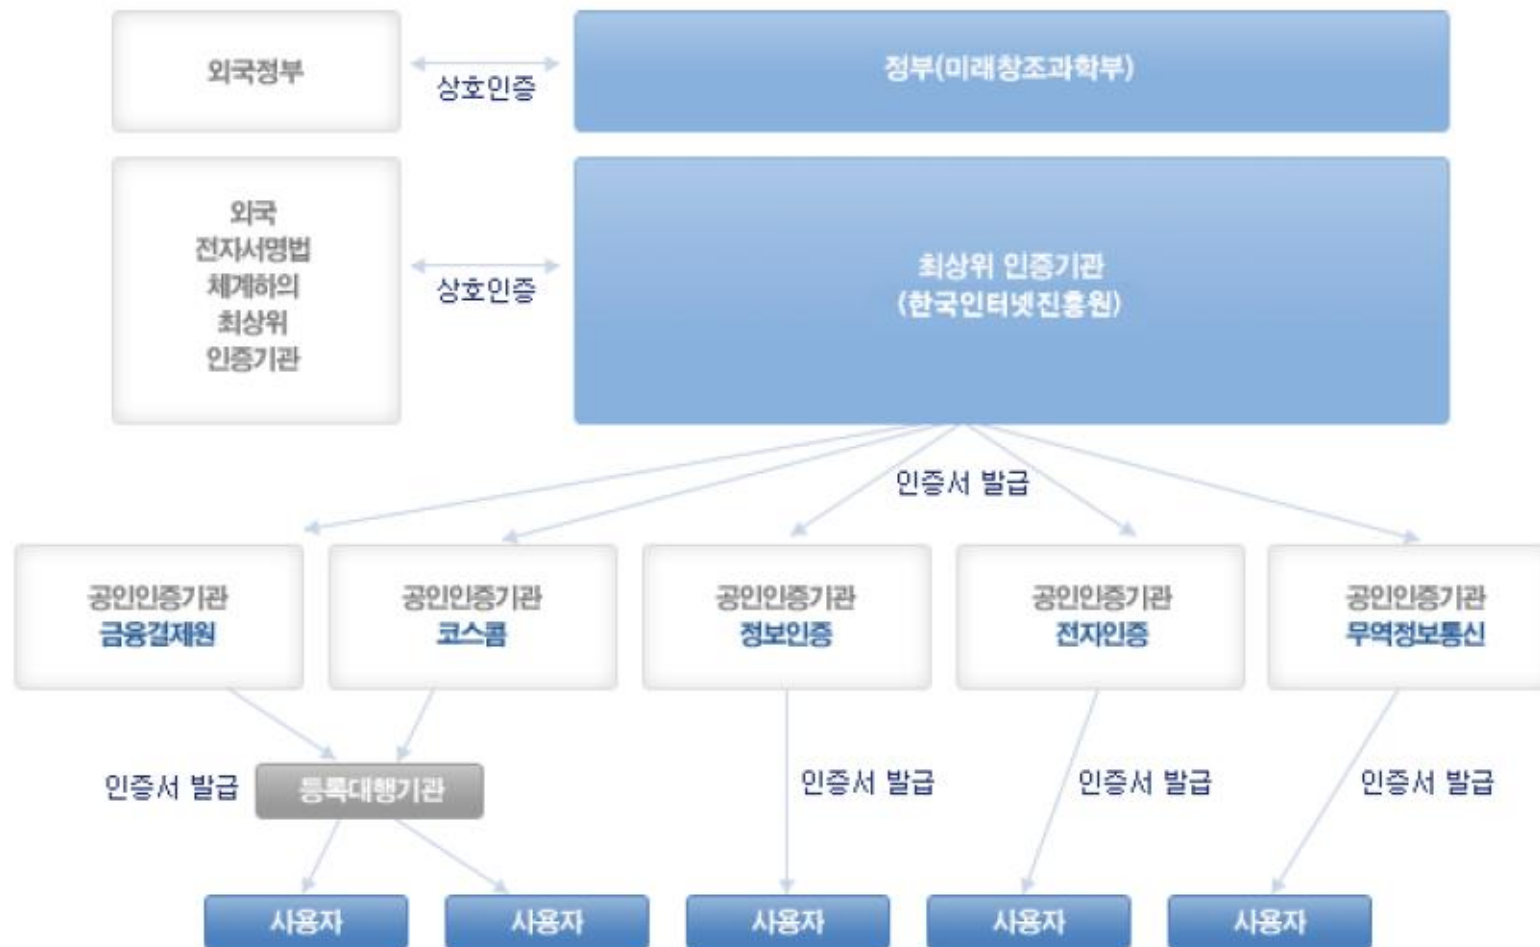 외국정부
상호인증
정부(미래창조과학부)
외국
전자서명법
체계하의
최상위
인증기관
상호인증
최상위 인증기관
(한국인터넷진흥원)
인증서 발급
공인인증기관
금융결제원
공인인증기관
코스콤
공인인증기관
정보인증
공인인증기관
전자인증
공인인증기관
무역정보통신
인증서 발급
등록대행기관
인증서 발급
인증서 발급
인증서 발급
사용자
사용자
사용자
사용자
사용자